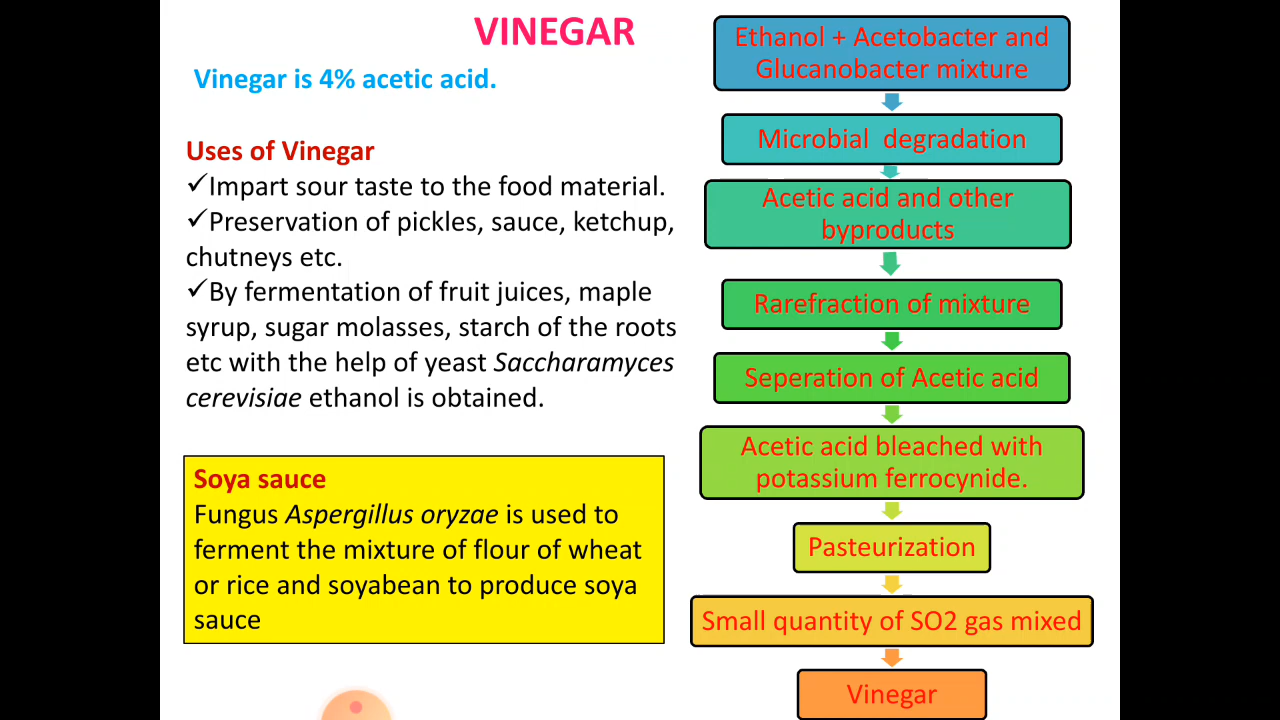 VINEGAR
Vinegar is 4% acetic acid.
Uses of Vinegar
✓Impart sour taste to the food material.
✓Preservation of pickles, sauce, ketchup,
chutneys etc.
✓By fermentation of fruit juices, maple
syrup, sugar molasses, starch of the roots
etc with the help of yeast Saccharamyces
cerevisiae ethanol is obtained.
Soya sauce
Fungus Aspergillus oryzae is used to
ferment the mixture of flour of wheat
or rice and soyabean to produce soya
sauce
Ethanol + Acetobacter and
Glucanobacter mixture
Microbial degradation
Acetic acid and other
byproducts
Rarefraction of mixture
Seperation of Acetic acid
Acetic acid bleached with
potassium ferrocynide.
Pasteurization
Small quantity of SO2 gas mixed
Vinegar